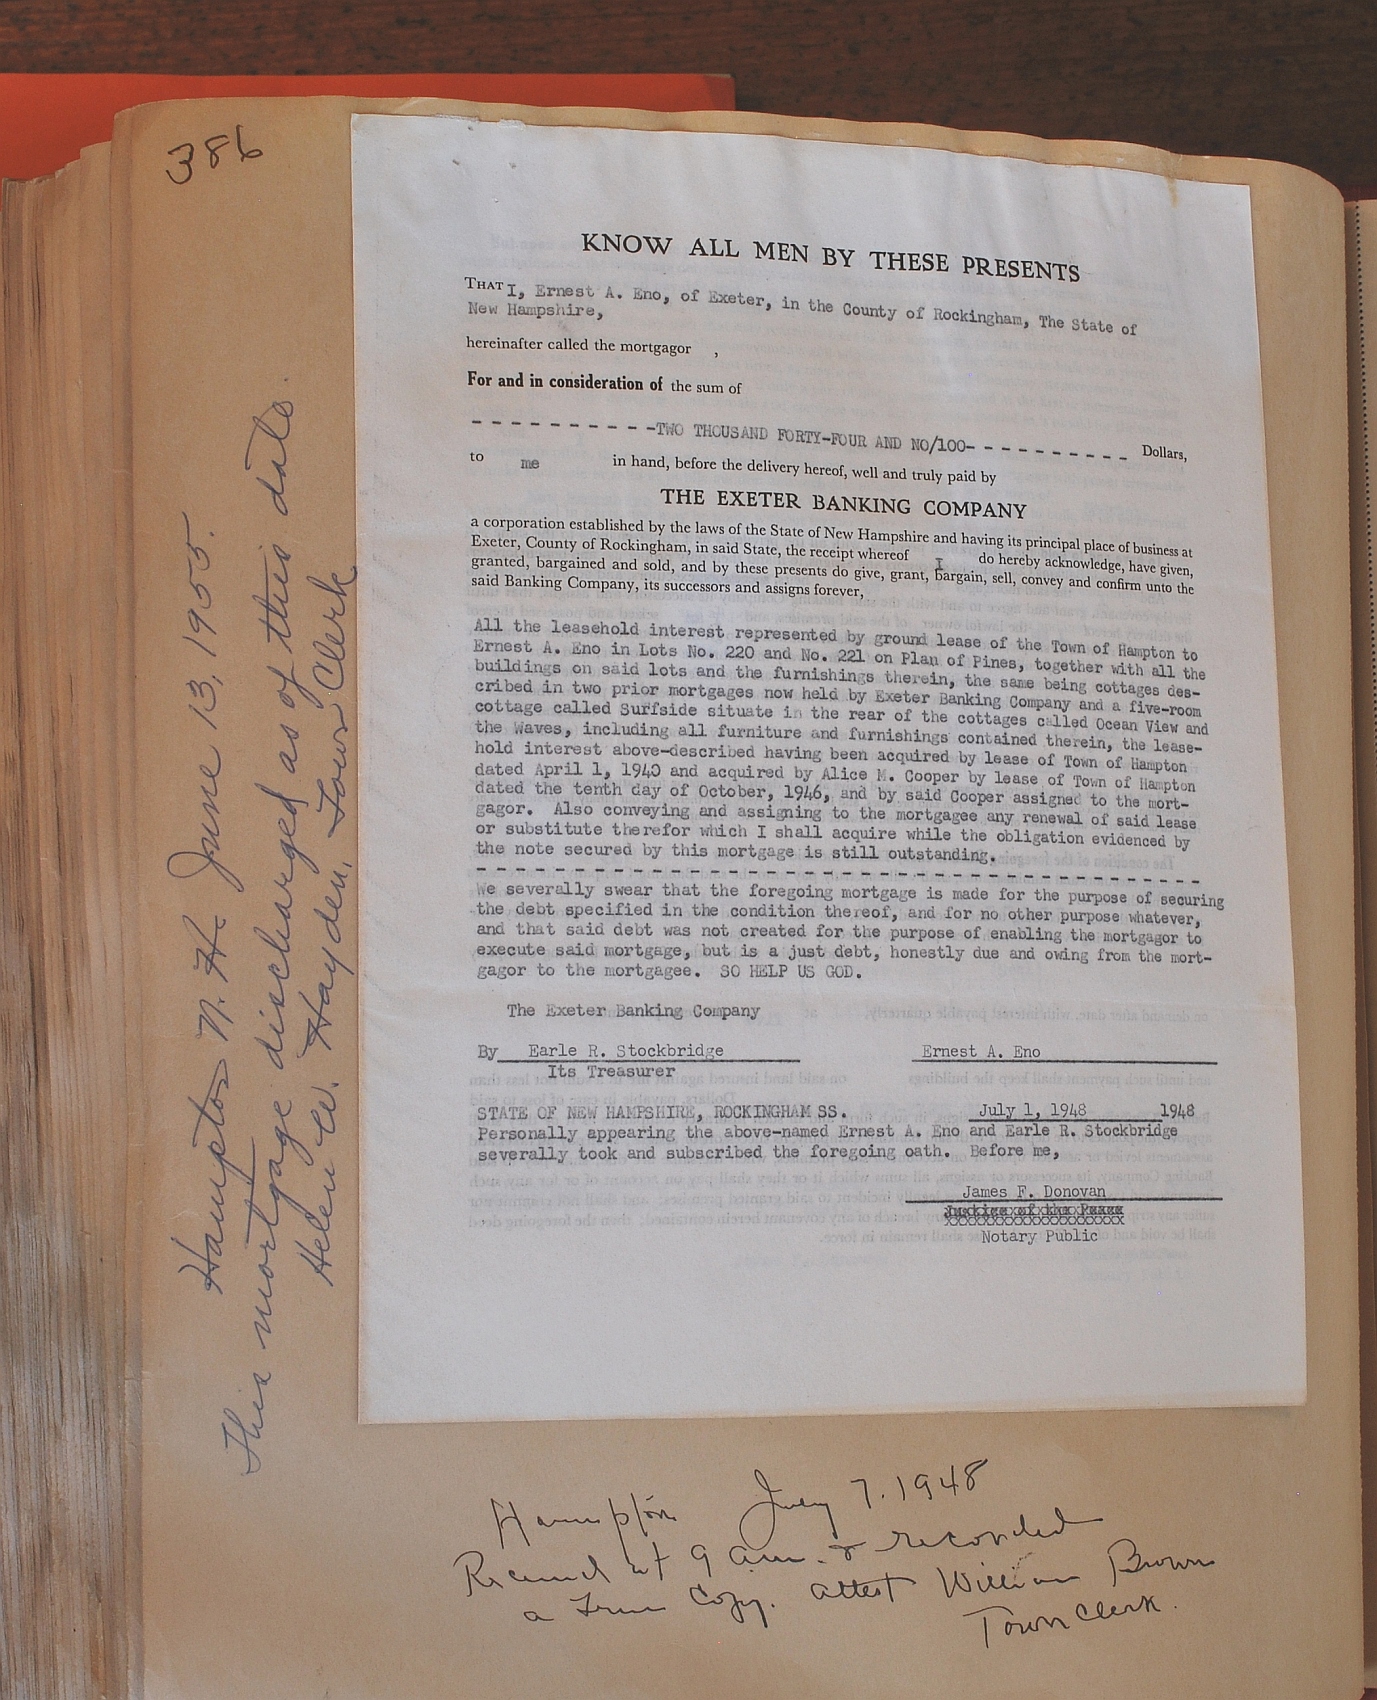 386
KNOW ALL MEN BY THESE PRESENTS
THAT I, Ernest A. Eno, of Exeter, in the County of Rockingham, The State of
New Hampshire,
hereinafter called the mortgagor ,
For and in consideration of the sum of
- - - - - - - - - - -TWO THOUSAND FORTY-FOUR AND NO/100- - - - - - - - - - Dollars,
to me in hand, before the delivery hereof, well and truly paid by
THE EXETER BANKING COMPANY
a corporation established by the laws of the State of New Hampshire and having its principal place of business at
Exeter, County of Rockingham, in said State, the receipt whereof I do hereby acknowledge, have given,
granted, bargained and sold, and by these presents do give, grant, bargain, sell, convey and confirm unto the
said Banking Company, its successors and assigns forever,
All the leasehold interest represented by ground lease of the Town of Hampton to
Ernest A. Eno in Lots No. 220 and No. 221 on Plan of Pines, together with all the
buildings on said lots and the furnishings therein, the same being cottages des-
cribed in two prior mortgages now held by Exeter Banking Company and a five-room
cottage called Surfside situate in the rear of the cottages called Ocean View and
the Waves, including all furniture and furnishings contained therein, the lease-
hold interest above-described having been acquired by lease of Town of Hampton
dated April 1, 1940 and acquired by Alice M. Cooper by lease of Town of Hampton
dated the tenth day of October, 1946, and by said Cooper assigned to the mort-
gagor. Also conveying and assigning to the mortgagee any renewal of said lease
or substitute therefor which I shall acquire while the obligation evidenced by
the note secured by this mortgage is still outstanding.
- - - - - - - - - - - - - - - - - - - - - - - - - - - - - - - - - - - -
We severally swear that the foregoing mortgage is made for the purpose of securing
the debt specified in the condition thereof, and for no other purpose whatever,
and that said debt was not created for the purpose of enabling the mortgagor to
execute said mortgage, but is a just debt, honestly due and owing from the mort-
gagor to the mortgagee. SO HELP US GOD.
The Exeter Banking Company
By Earle R. Stockbridge Ernest A. Eno
Its Treasurer
STATE OF NEW HAMPSHIRE, ROCKINGHAM SS. July 1, 1948 1948
Personally appearing the above-named Ernest A. Eno and Earle R. Stockbridge
severally took and subscribed the foregoing oath. Before me,
James F. Donovan
Justice of the Peace
Notary Public
Hampton N. H. June 13, 1955.
This mortgage discharged as of this date.
Helen W. Hayden, Town Clerk
Hampton July 7. 1948
Received at 9 am. & recorded
a True Copy. attest William Brown
Town Clerk.